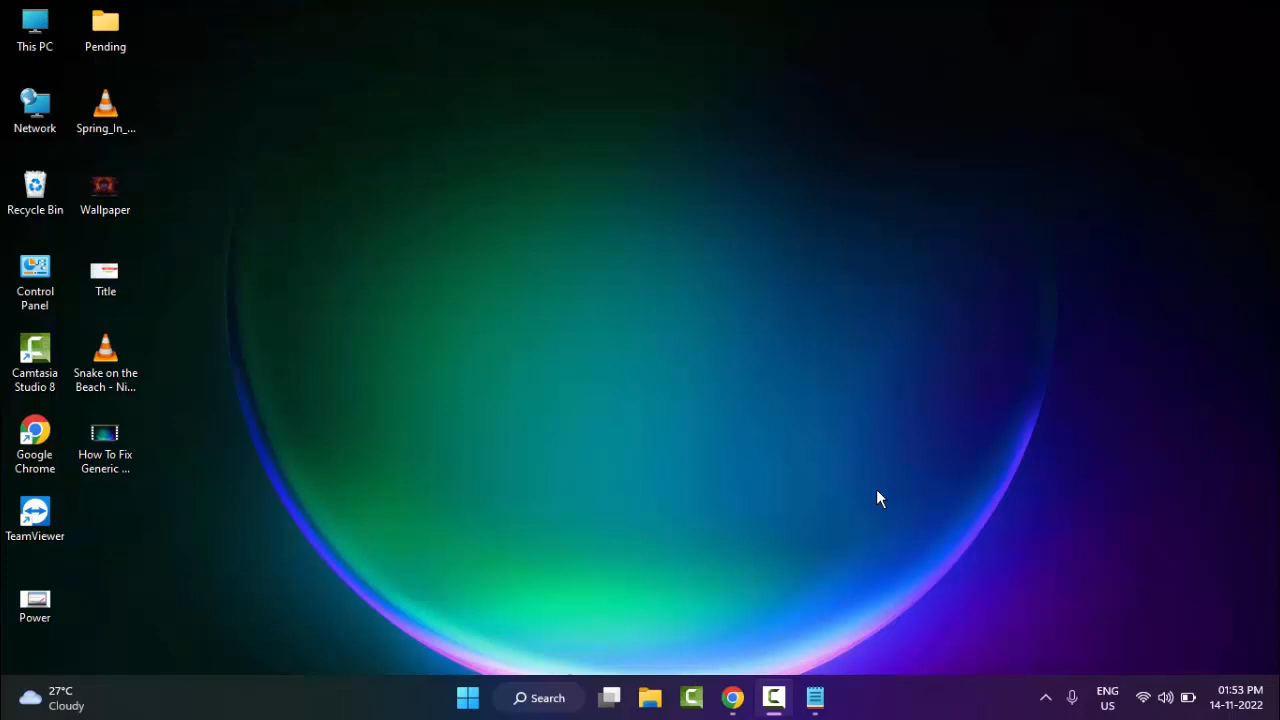 This PC
Pending
Network
Spring_In_...
Recycle Bin
Wallpaper
Control
Panel
Title
Camtasia
Studio 8
Snake on the
Beach - Ni...
Google
Chrome
How To Fix
Generic ...
TeamViewer
Power
27°C
Cloudy
Search
ENG
US
01:53 PM
14-11-2022